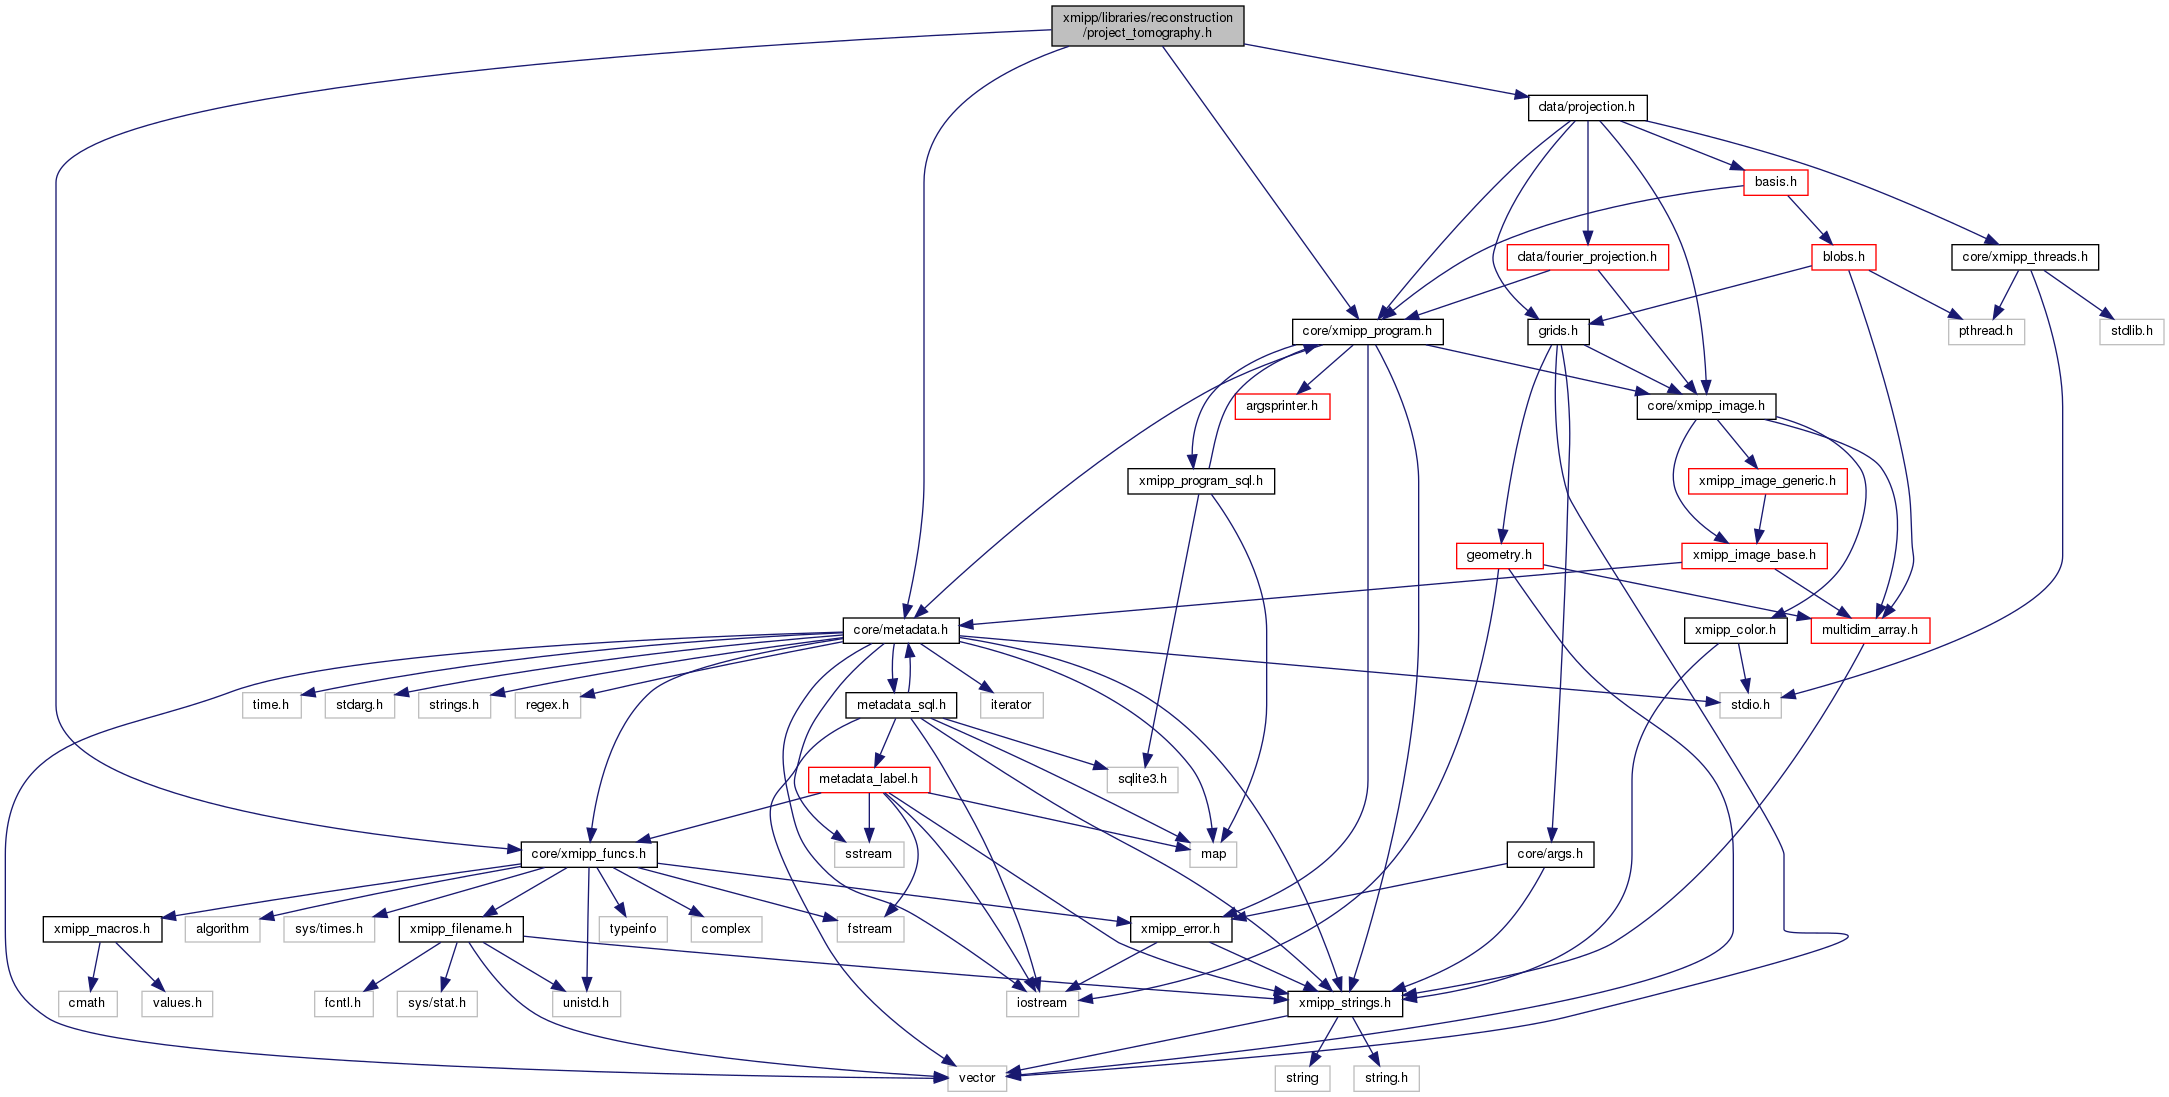 xmipp/libraries/reconstruction
/project_tomography.h
data/projection.h
basis.h
data/fourier_projection.h
blobs.h
core/xmipp_threads.h
core/xmipp_program.h
grids.h
pthread.h
stdlib.h
argsprinter.h
core/xmipp_image.h
xmipp_program_sql.h
xmipp_image_generic.h
geometry.h
xmipp_image_base.h
core/metadata.h
xmipp_color.h
multidim_array.h
time.h
stdarg.h
strings.h
regex.h
metadata_sql.h
iterator
stdio.h
metadata_label.h
sqlite3.h
core/xmipp_funcs.h
sstream
map
core/args.h
xmipp_macros.h
algorithm
sys/times.h
xmipp_filename.h
typeinfo
complex
fstream
xmipp_error.h
cmath
values.h
fcntl.h
sys/stat.h
unistd.h
iostream
xmipp_strings.h
vector
string
string.h